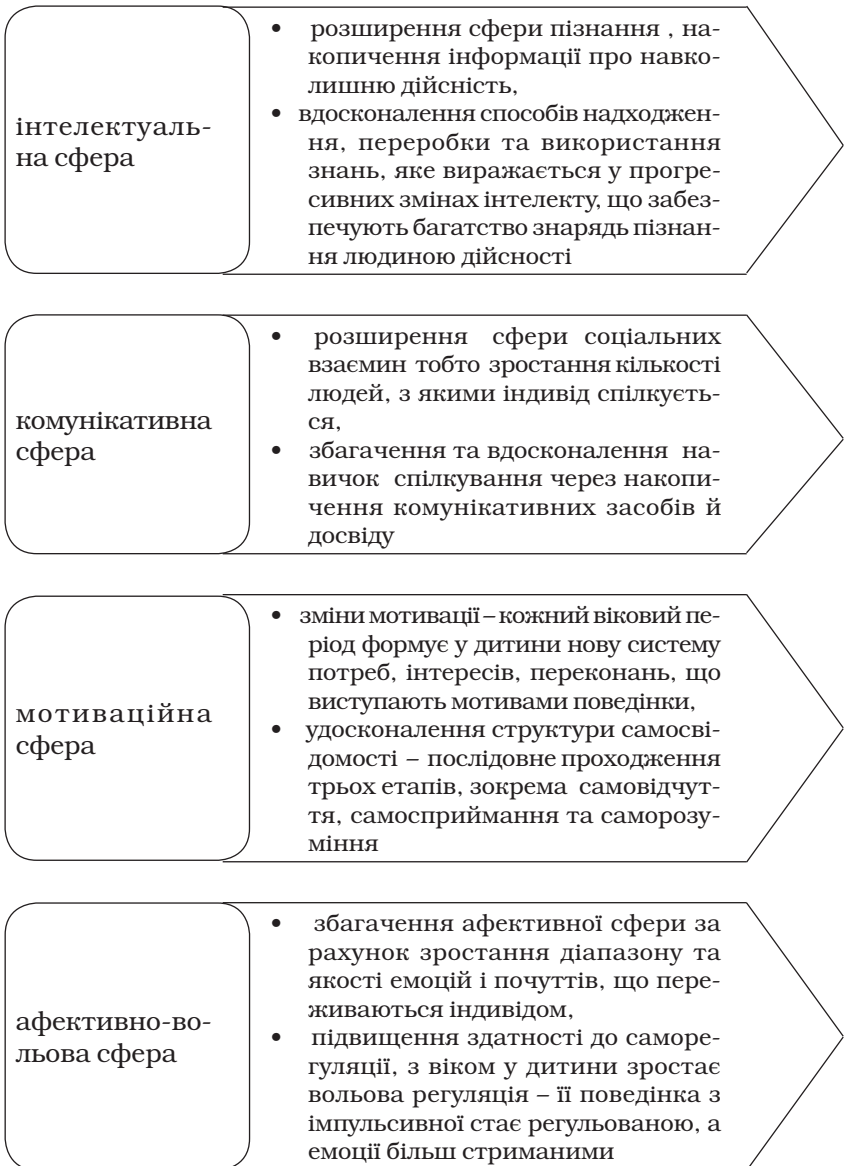 інтелектуаль-
на сфера
• розширення сфери пізнання , на-
копичення інформації про навко-
лишню дійсність,
• вдосконалення способів надходжен-
ня, переробки та використання
знань, яке виражається у прогре-
сивних змінах інтелекту, що забез-
печують багатство знарядь пізнан-
ня людиною дійсності
комунікативна
сфера
• розширення сфери соціальних
взаємин тобто зростання кількості
людей, з якими індивід спілкуєть-
ся,
• збагачення та вдосконалення на-
вичок спілкування через накопи-
чення комунікативних засобів й
досвіду
мотиваційна
сфера
• зміни мотивації – кожний віковий пе-
ріод формує у дитини нову систему
потреб, інтересів, переконань, що
виступають мотивами поведінки,
• удосконалення структури самосві-
домості – послідовне проходження
трьох етапів, зокрема самовідчут-
тя, самосприймання та саморозу-
міння
афективно-во-
льова сфера
• збагачення афективної сфери за
рахунок зростання діапазону та
якості емоцій і почуттів, що пере-
живаються індивідом,
• підвищення здатності до саморе-
гуляції, з віком у дитини зростає
вольова регуляція – її поведінка з
імпульсивної стає регульованою, а
емоції більш стриманими